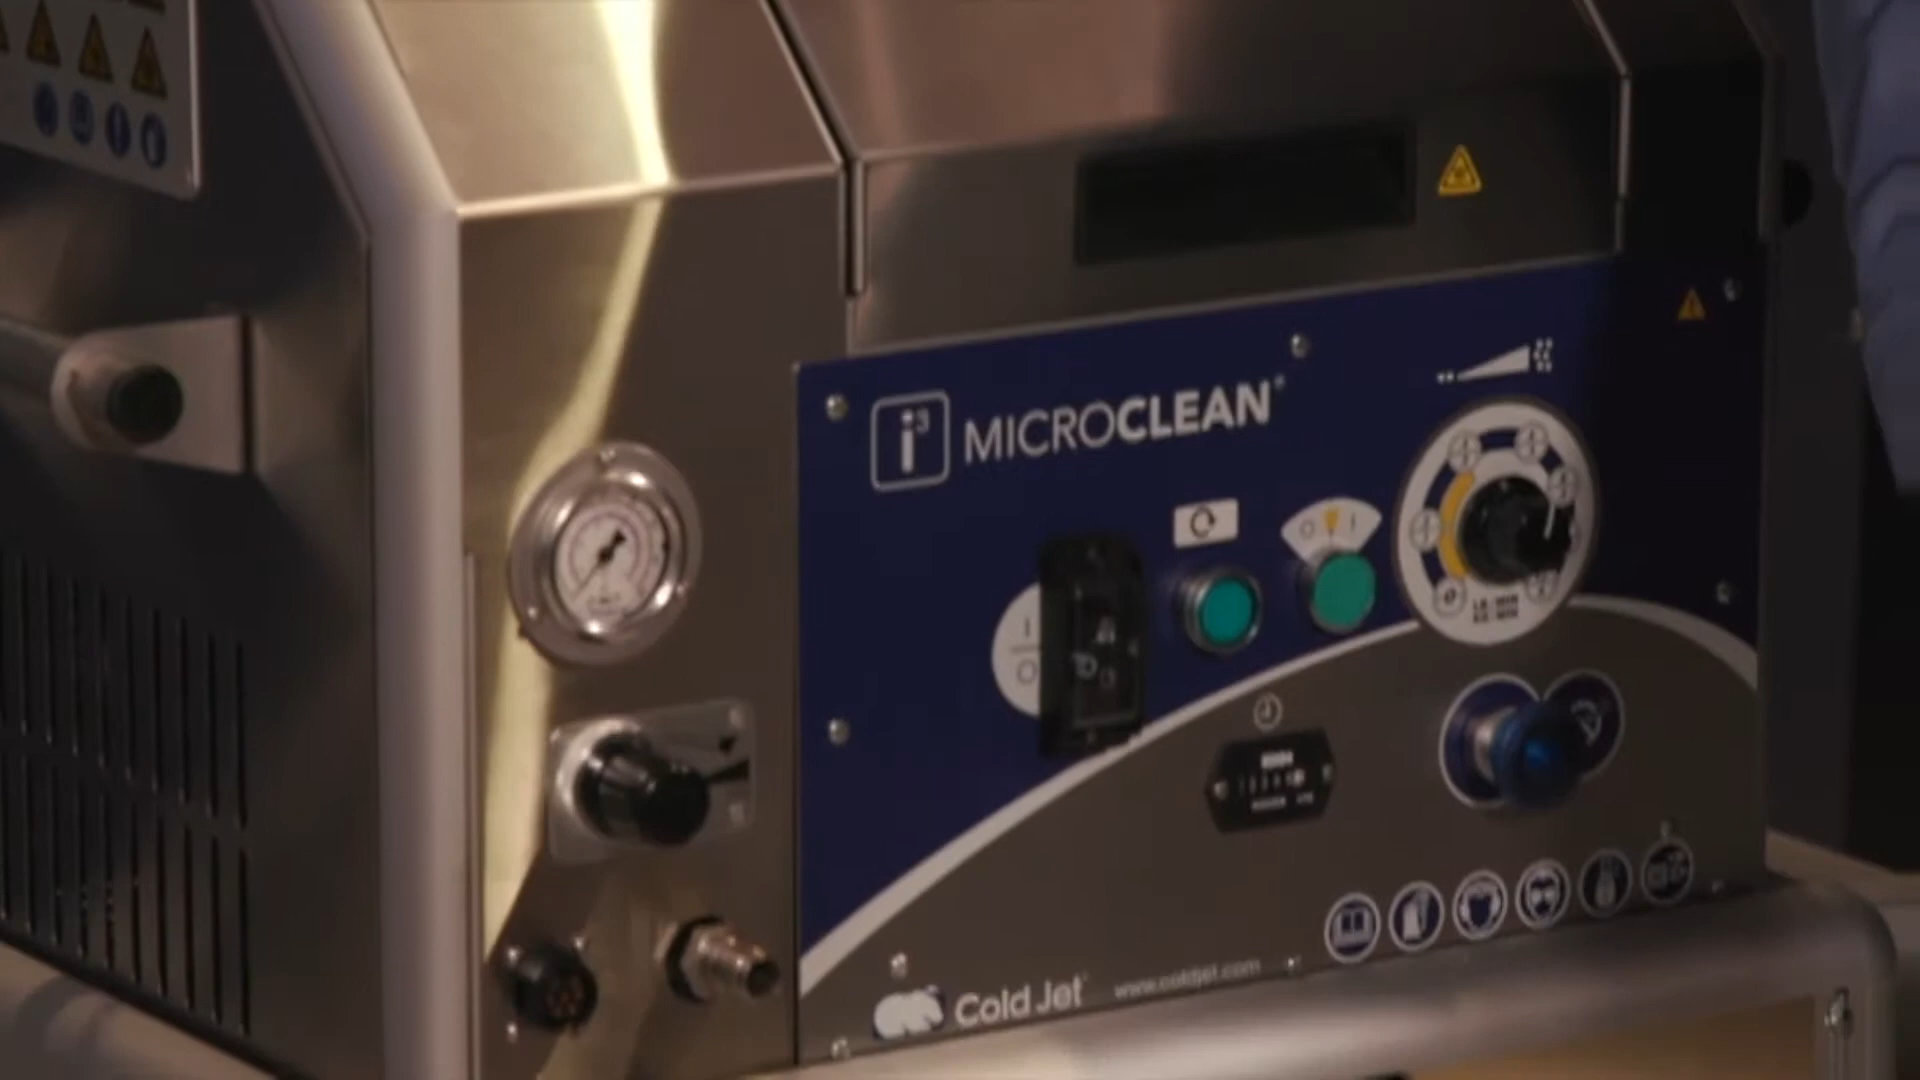 i³ MICROCLEAN®
I
O
O I
Cold Jet® www.coldjet.com